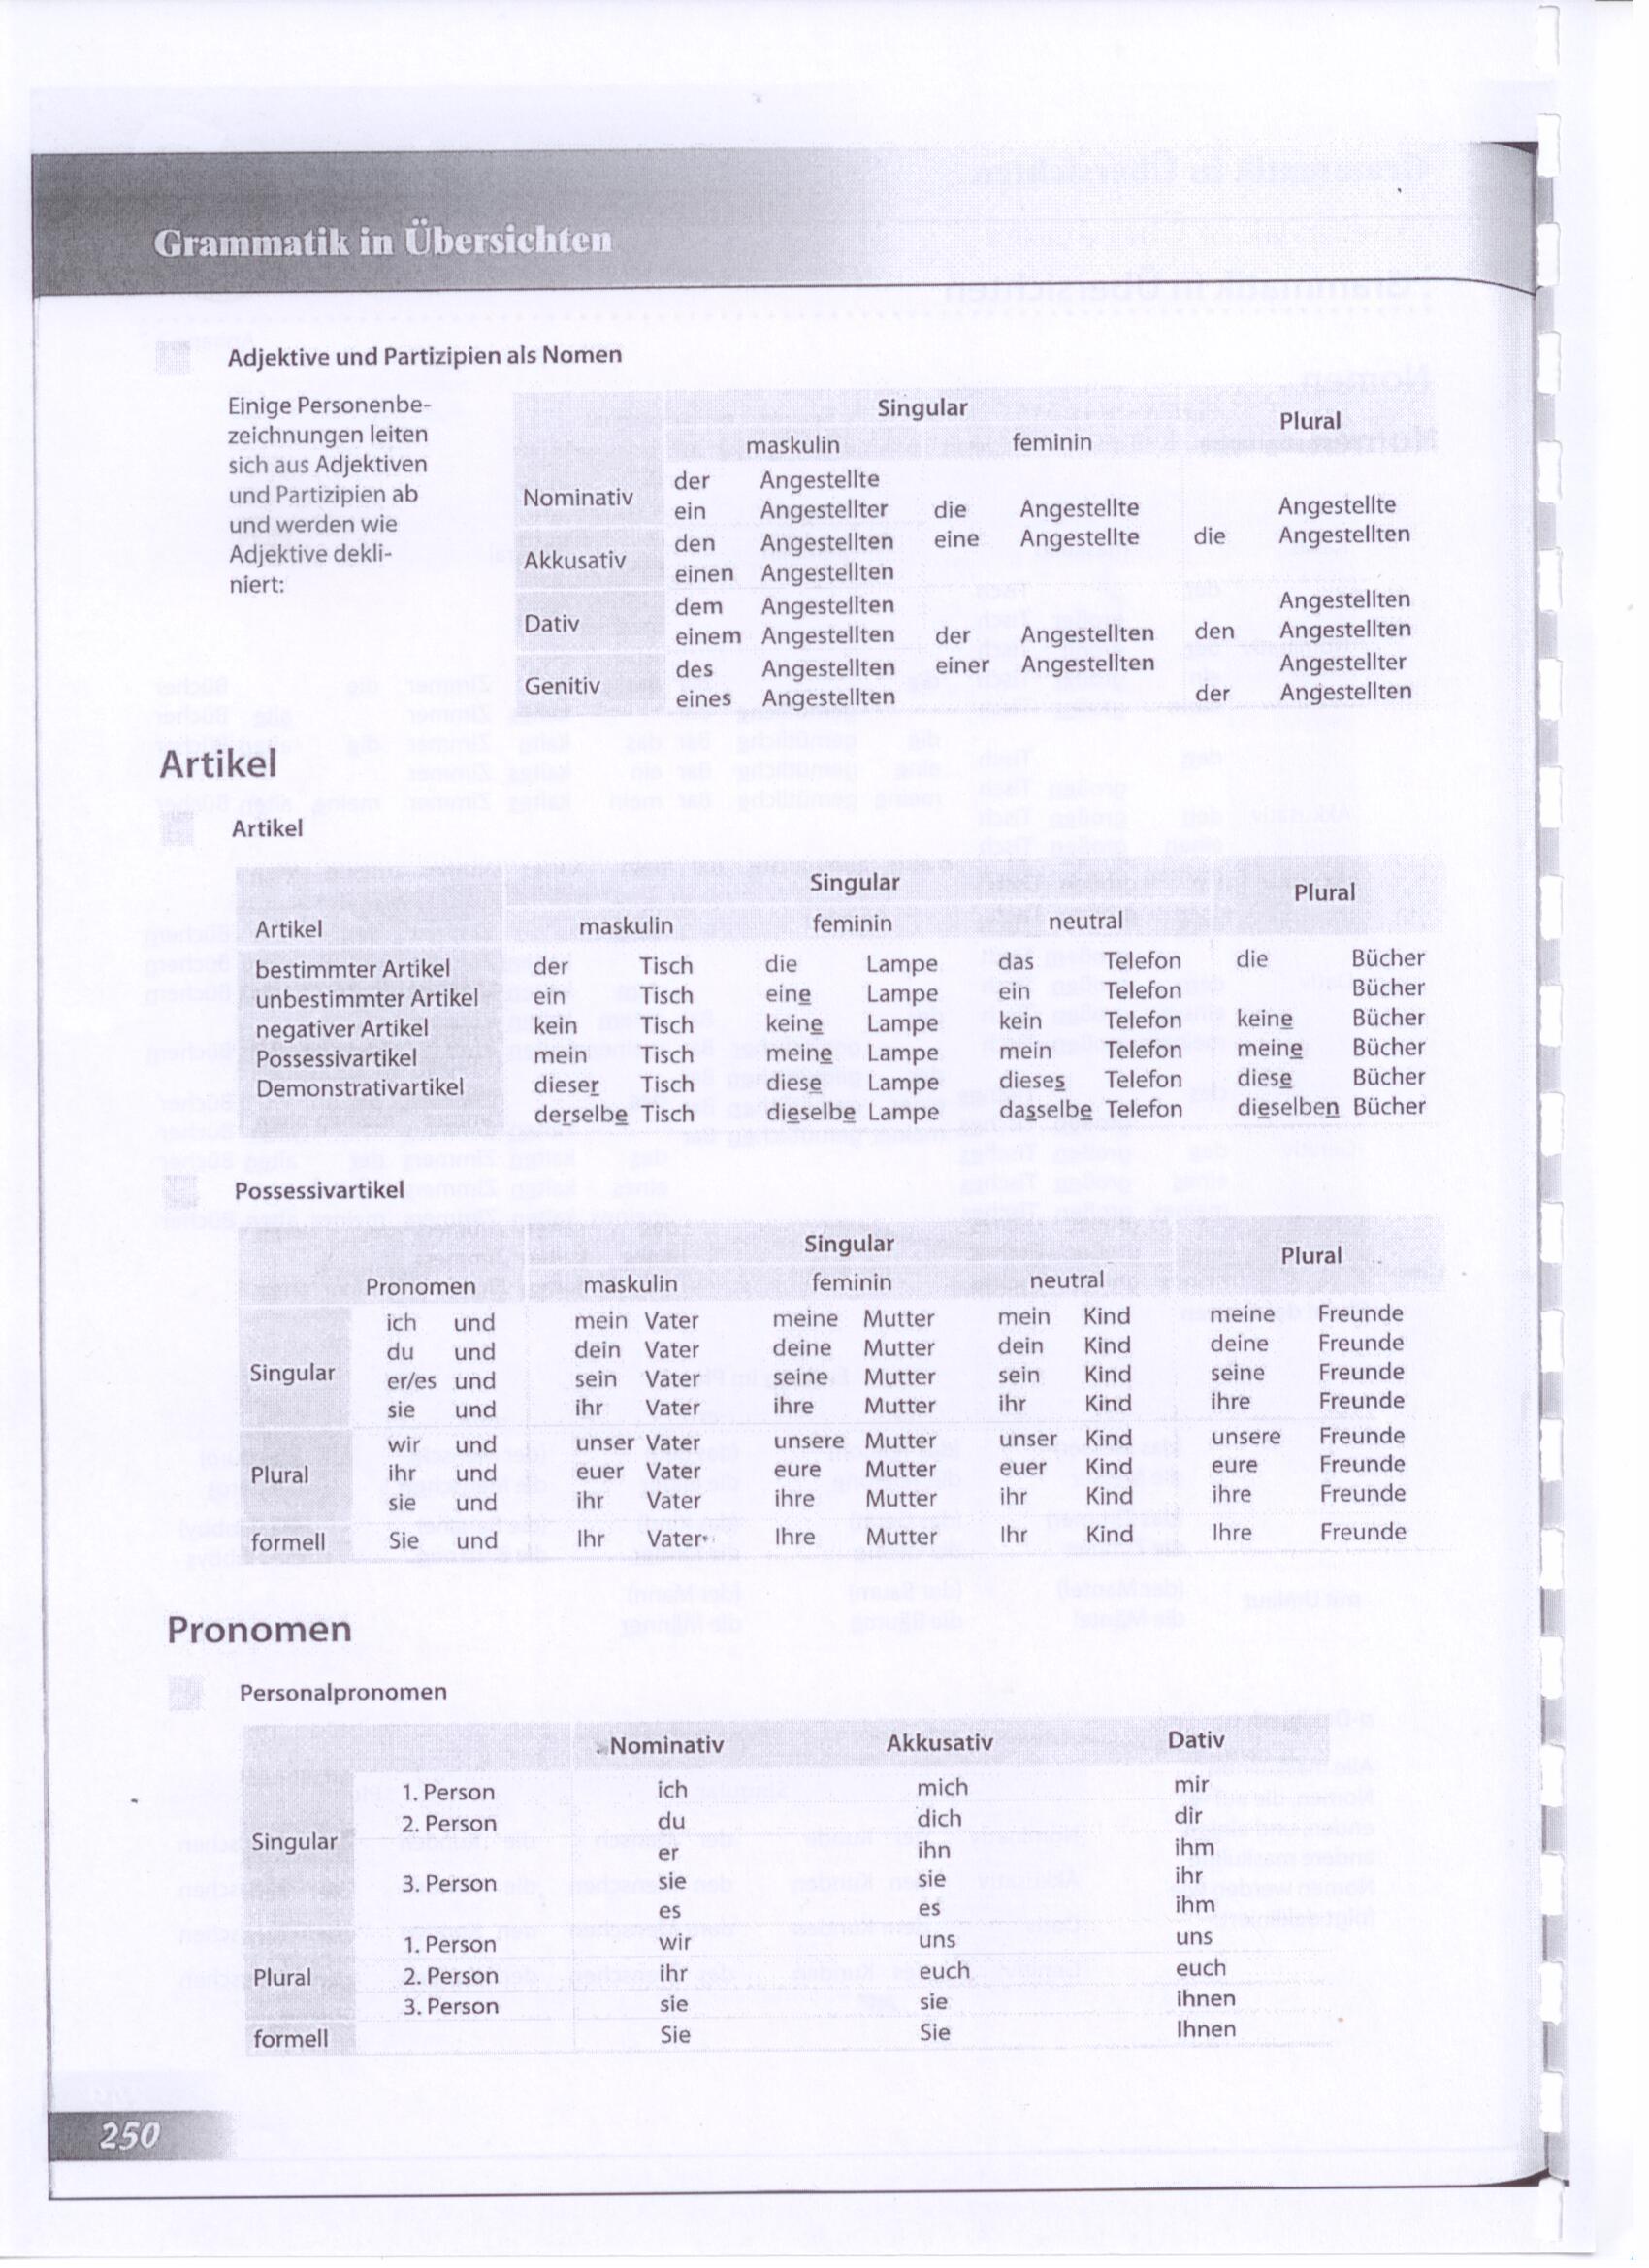 Grammatik in Übersichten
Adjektive und Partizipien als Nomen
Einige Personenbe-
zeichnungen leiten
sich aus Adjektiven
und Partizipien ab
und werden wie
Adjektive dekli-
niert:
Singular Plural
maskulin feminin
Nominativ der Angestellte
ein Angestellter die Angestellte Angestellte
Akkusativ den Angestellten eine Angestellte die Angestellten
einen Angestellten
Dativ dem Angestellten Angestellten
einem Angestellten der Angestellten den Angestellten
Genitiv des Angestellten einer Angestellten Angestellter
eines Angestellten der Angestellten
Artikel
Artikel
Singular Plural
Artikel maskulin feminin neutral
bestimmter Artikel der Tisch die Lampe das Telefon die Bücher
unbestimmter Artikel ein Tisch eine Lampe ein Telefon Bücher
negativer Artikel kein Tisch keine Lampe kein Telefon keine Bücher
Possessivartikel mein Tisch meine Lampe mein Telefon meine Bücher
Demonstrativartikel dieser Tisch diese Lampe dieses Telefon diese Bücher
derselbe Tisch dieselbe Lampe dasselbe Telefon dieselben Bücher
Possessivartikel
Singular Plural
Pronomen maskulin feminin neutral
Singular
ich und mein Vater meine Mutter mein Kind meine Freunde
du und dein Vater deine Mutter dein Kind deine Freunde
er/es und sein Vater seine Mutter sein Kind seine Freunde
sie und ihr Vater ihre Mutter ihr Kind ihre Freunde
Plural
wir und unser Vater unsere Mutter unser Kind unsere Freunde
ihr und euer Vater eure Mutter euer Kind eure Freunde
sie und ihr Vater ihre Mutter ihr Kind ihre Freunde
formell Sie und Ihr Vater Ihre Mutter Ihr Kind Ihre Freunde
Pronomen
Personalpronomen
Nominativ Akkusativ Dativ
Singular
1. Person ich mich mir
2. Person du dich dir
er ihn ihm
3. Person sie sie ihr
es es ihm
Plural
1. Person wir uns uns
2. Person ihr euch euch
3. Person sie sie ihnen
formell Sie Sie Ihnen
250